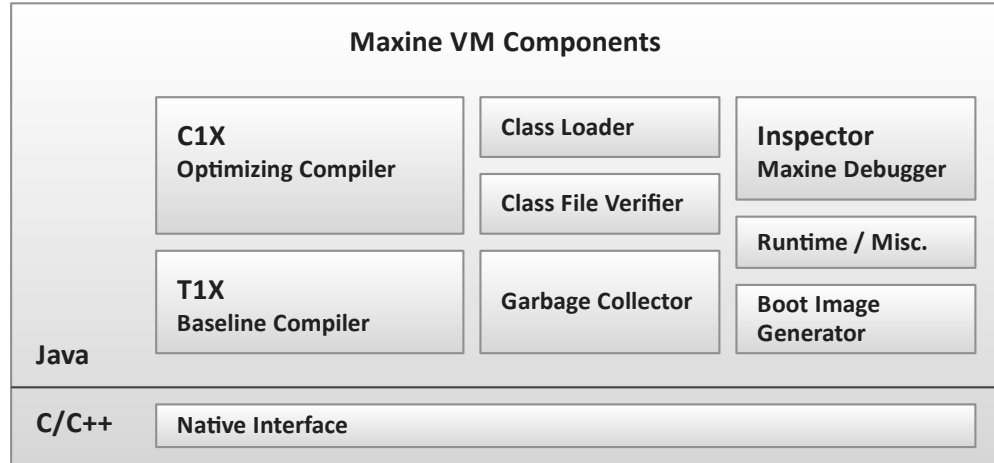 Maxine VM Components
C1X
Optimizing Compiler
T1X
Baseline Compiler
Class Loader
Class File Verifier
Garbage Collector
Inspector
Maxine Debugger
Runtime / Misc.
Boot Image
Generator
Java
C/C++
Native Interface